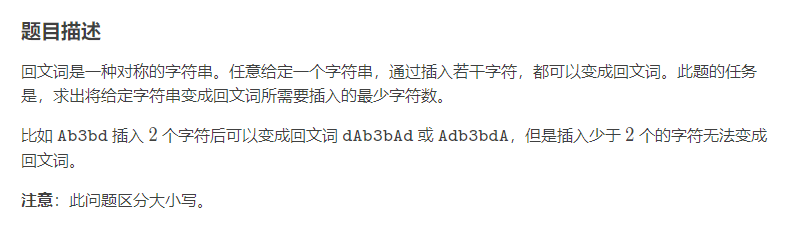 题目描述
回文词是一种对称的字符串。任意给定一个字符串，通过插入若干字符，都可以变成回文词。此题的任务
是，求出将给定字符串变成回文词所需要插入的最少字符数。
比如 Ab3bd 插入 2 个字符后可以变成回文词 dAb3bAd 或 Adb3bdA，但是插入少于 2 个的字符无法变成
回文词。
注意：此问题区分大小写。